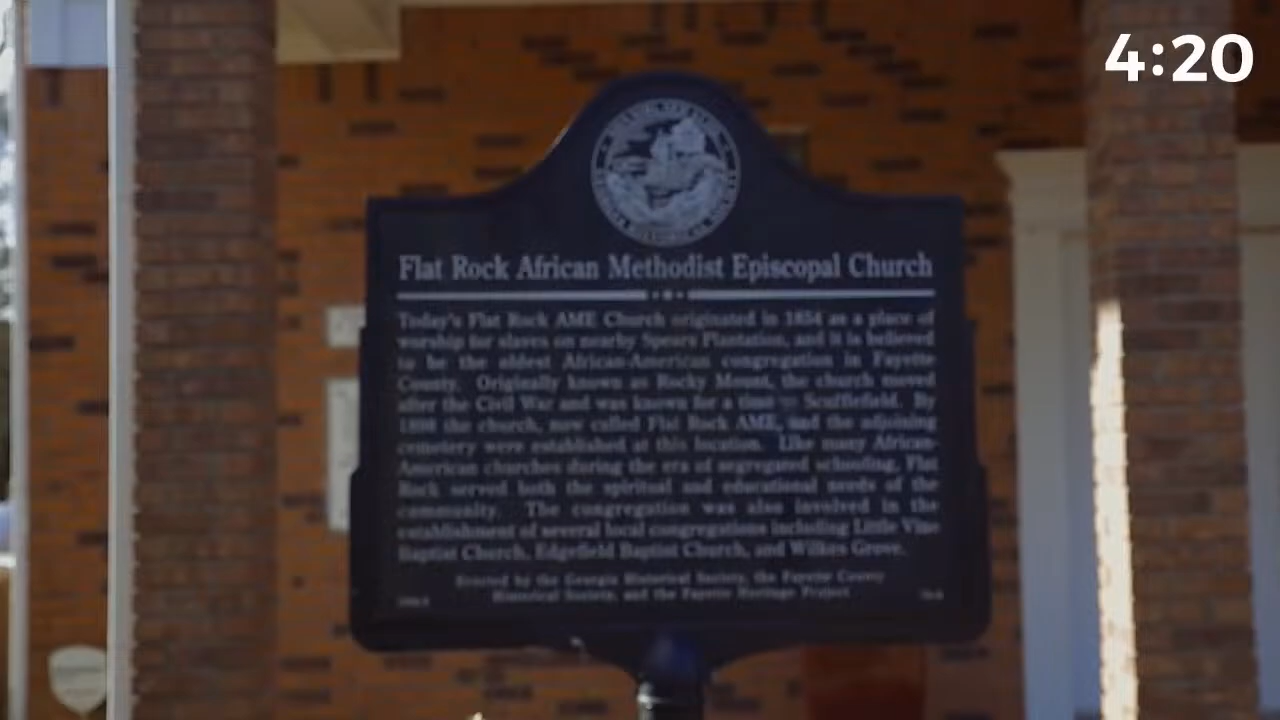 4:20
Flat Rock African Methodist Episcopal Church
Today's Flat Rock AME Church originated in 1854 as a place of
worship for slaves on nearby Spears Plantation, and it is believed
to be the oldest African-American congregation in Fayette
County. Originally known as Rocky Mount, the church moved
after the Civil War and was known for a time Scufflefield. By
1898 the church, now called Flat Rock AME, and the adjoining
cemetery were established at this location. Like many African-
American churches during the era of segregated schooling, Flat
Rock served both the spiritual and educational needs of the
community. The congregation was also involved in the
establishment of several local congregations including Little Vine
Baptist Church, Edgefield Baptist Church, and Wilkes Grove.
Erected by the Georgia Historical Society, the Fayette County
Historical Society, and the Fayette Heritage Project